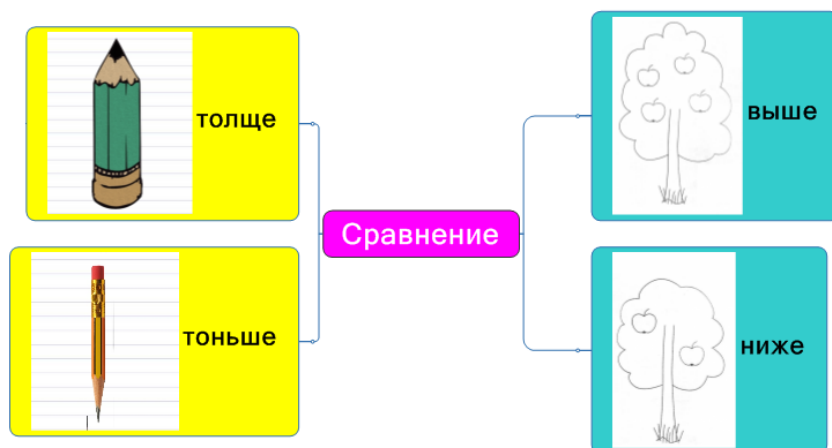 толще
выше
Сравнение
тоньше
ниже